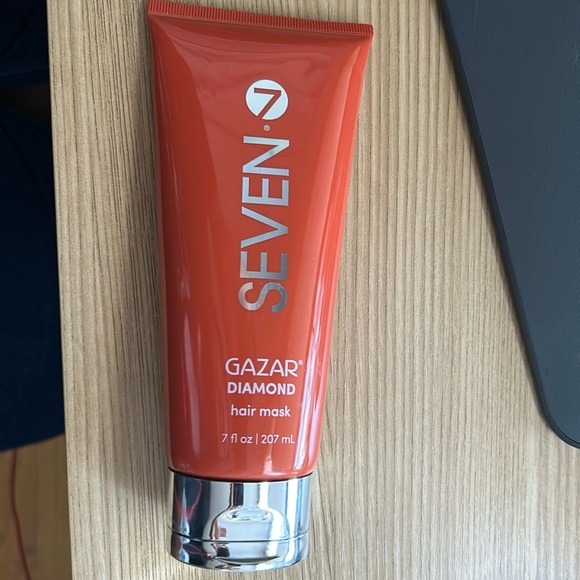 7
SEVEN®
GAZAR®
DIAMOND
hair mask
7 fl oz | 207 mL